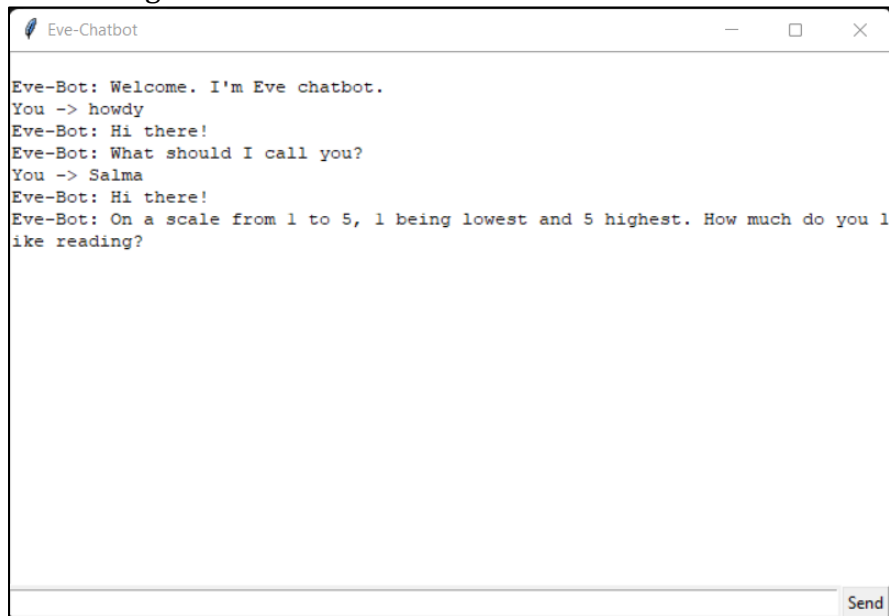 Eve-Chatbot
Eve-Bot: Welcome. I'm Eve chatbot.
You -> howdy
Eve-Bot: Hi there!
Eve-Bot: What should I call you?
You -> Salma
Eve-Bot: Hi there!
Eve-Bot: On a scale from 1 to 5, 1 being lowest and 5 highest. How much do you l
ike reading?
Send